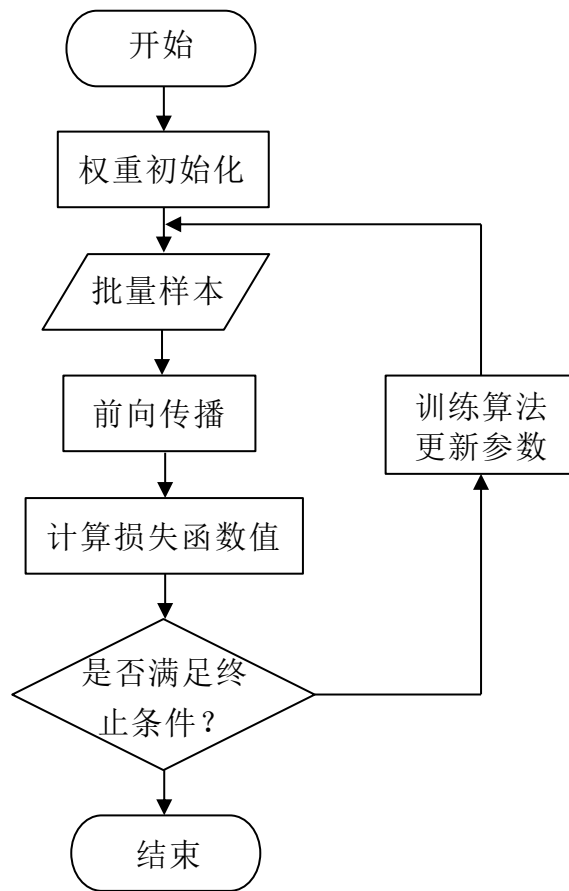 开始
权重初始化
批量样本
前向传播
训练算法
更新参数
计算损失函数值
是否满足终
止条件？
结束